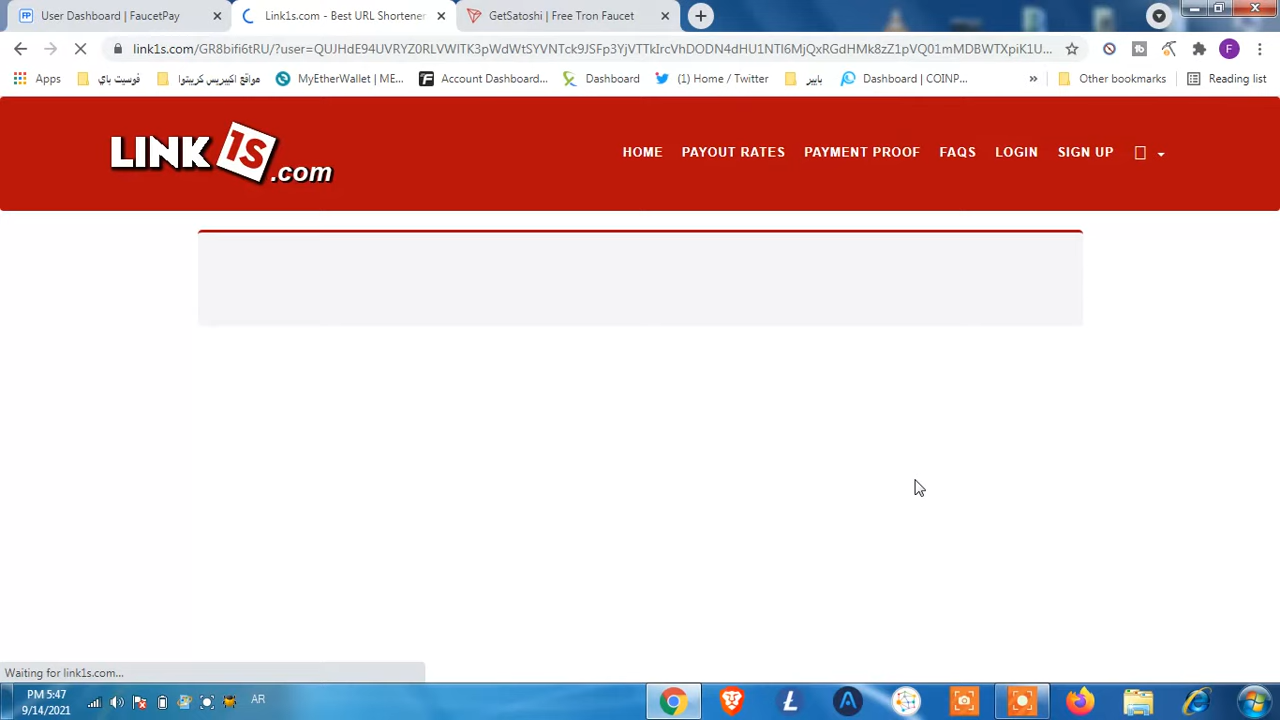 User Dashboard | FaucetPay
Link1s.com - Best URL Shortener
GetSatoshi | Free Tron Faucet
link1s.com/GR8bifi6tRU/?user=QUJHdE94UVRYZ0RLVWlTK3pWdWtSYVNTck9JSFp3YjVTTkIrcVhDODN4dHU1NTl6MjQxRGdHMk8zZ1pVQ01mMDBWTXpiK1U...
F
Apps
فوسيت باي
مواقع اكبيريس كريبتوا
MyEtherWallet | ME...
Account Dashboard...
Dashboard
(1) Home / Twitter
بايير
Dashboard | COINP...
»
Other bookmarks
Reading list
LINK1S.com
HOME
PAYOUT RATES
PAYMENT PROOF
FAQS
LOGIN
SIGN UP
Waiting for link1s.com...
PM 5:47
9/14/2021
AR